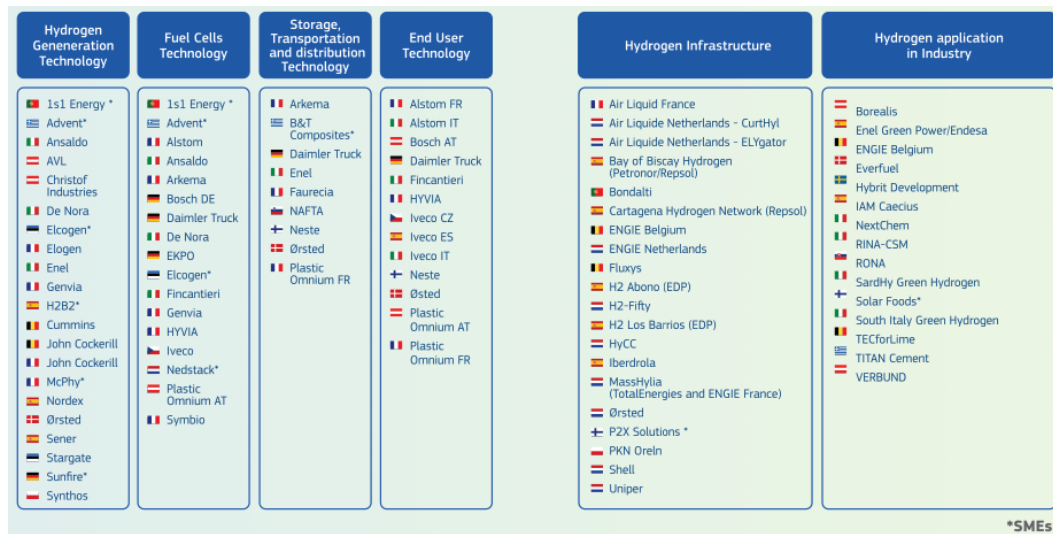 Hydrogen
Geneneration
Technology
1s1 Energy *
Advent*
Ansaldo
AVL
Christof
Industries
De Nora
Elcogen*
Elogen
Enel
Genvia
H2B2*
Cummins
John Cockerill
John Cockerill
McPhy*
Nordex
Ørsted
Sener
Stargate
Sunfire*
Synthos
Fuel Cells
Technology
1s1 Energy *
Advent*
Alstom
Ansaldo
Arkema
Bosch DE
Daimler Truck
De Nora
EKPO
Elcogen*
Fincantieri
Genvia
HYVIA
Iveco
Nedstack*
Plastic
Omnium AT
Symbio
Storage,
Transportation
and distribution
Technology
Arkema
B&T
Composites*
Daimler Truck
Enel
Faurecia
NAFTA
Neste
Ørsted
Plastic
Omnium FR
End User
Technology
Alstom FR
Alstom IT
Bosch AT
Daimler Truck
Fincantieri
HYVIA
Iveco CZ
Iveco ES
Iveco IT
Neste
Østed
Plastic
Omnium AT
Plastic
Omnium FR
Hydrogen Infrastructure
Air Liquid France
Air Liquide Netherlands - CurtHyl
Air Liquide Netherlands - ELYgator
Bay of Biscay Hydrogen
(Petronor/Repsol)
Bondalti
Cartagena Hydrogen Network (Repsol)
ENGIE Belgium
ENGIE Netherlands
Fluxys
H2 Abono (EDP)
H2-Fifty
H2 Los Barrios (EDP)
HyCC
Iberdrola
MassHylia
(TotalEnergies and ENGIE France)
Ørsted
P2X Solutions *
PKN Oreln
Shell
Uniper
Hydrogen application
in Industry
Borealis
Enel Green Power/Endesa
ENGIE Belgium
Everfuel
Hybrit Development
IAM Caecius
NextChem
RINA-CSM
RONA
SardHy Green Hydrogen
Solar Foods*
South Italy Green Hydrogen
TECforLime
TITAN Cement
VERBUND
*SMEs